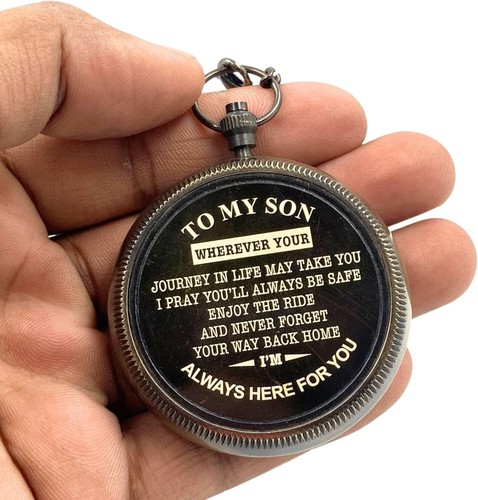 TO MY SON
WHEREVER YOUR
JOURNEY IN LIFE MAY TAKE YOU
I PRAY YOU'LL ALWAYS BE SAFE
ENJOY THE RIDE
AND NEVER FORGET
YOUR WAY BACK HOME
I'M
ALWAYS HERE FOR YOU